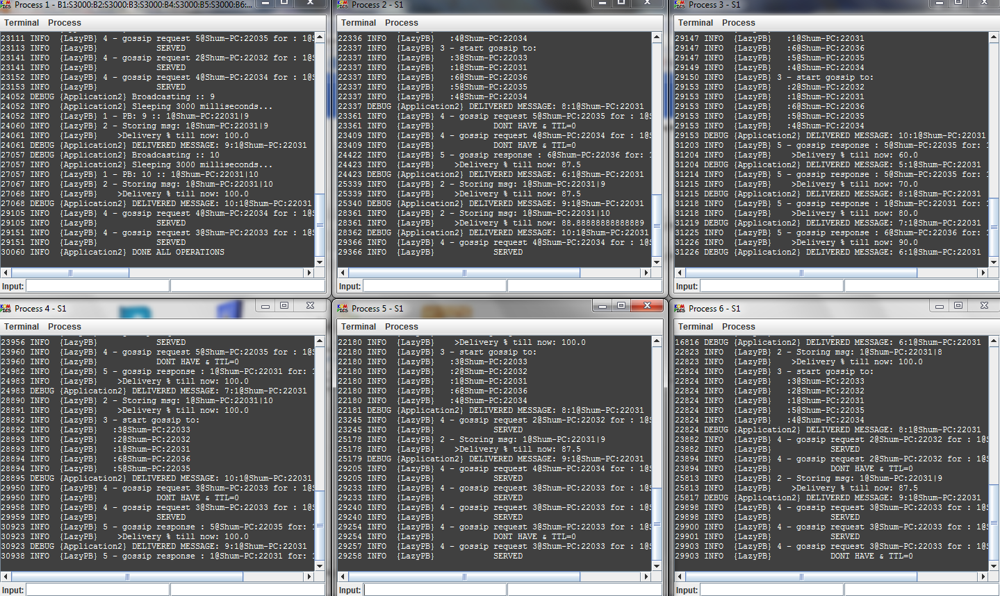 Process 1 - B1:S3000:B2:S3000:B3:S3000:B4:S3000:B5:S3000:B6:...
Terminal Process
23111 INFO {LazyPB} 4 - gossip request 5@Shum-PC:22035 for : 1@S
23113 INFO {LazyPB} SERVED
23141 INFO {LazyPB} 4 - gossip request 2@Shum-PC:22032 for : 1@S
23141 INFO {LazyPB} SERVED
23152 INFO {LazyPB} 4 - gossip request 4@Shum-PC:22034 for : 1@S
23153 INFO {LazyPB} SERVED
24052 DEBUG {Application2} Broadcasting :: 9
24052 INFO {Application2} Sleeping 3000 milliseconds...
24052 INFO {LazyPB} 1 - PB: 9 :: 1@Shum-PC:22031|9
24060 INFO {LazyPB} 2 - Storing msg: 1@Shum-PC:22031|9
24061 INFO {LazyPB} >Delivery % till now: 100.0
24061 DEBUG {Application2} DELIVERED MESSAGE: 9:1@Shum-PC:22031
27057 DEBUG {Application2} Broadcasting :: 10
27057 INFO {Application2} Sleeping 3000 milliseconds...
27057 INFO {LazyPB} 1 - PB: 10 :: 1@Shum-PC:22031|10
27067 INFO {LazyPB} 2 - Storing msg: 1@Shum-PC:22031|10
27068 INFO {LazyPB} >Delivery % till now: 100.0
27068 DEBUG {Application2} DELIVERED MESSAGE: 10:1@Shum-PC:22031
29105 INFO {LazyPB} 4 - gossip request 4@Shum-PC:22034 for : 1@S
29105 INFO {LazyPB} SERVED
29151 INFO {LazyPB} 4 - gossip request 3@Shum-PC:22033 for : 1@S
29151 INFO {LazyPB} SERVED
30060 INFO {Application2} DONE ALL OPERATIONS
Input:
Process 2 - S1
Terminal Process
22336 INFO {LazyPB} :4@Shum-PC:22034
22337 INFO {LazyPB} 3 - start gossip to:
22337 INFO {LazyPB} :3@Shum-PC:22033
22337 INFO {LazyPB} :1@Shum-PC:22031
22337 INFO {LazyPB} :6@Shum-PC:22036
22337 INFO {LazyPB} :5@Shum-PC:22035
22337 INFO {LazyPB} :4@Shum-PC:22034
22337 DEBUG {Application2} DELIVERED MESSAGE: 8:1@Shum-PC:22031
23361 INFO {LazyPB} 4 - gossip request 5@Shum-PC:22035 for : 1@S
23361 INFO {LazyPB} DONT HAVE & TTL=0
23409 INFO {LazyPB} 4 - gossip request 4@Shum-PC:22034 for : 1@S
23409 INFO {LazyPB} DONT HAVE & TTL=0
24422 INFO {LazyPB} 5 - gossip response : 6@Shum-PC:22036 for: 1
24423 INFO {LazyPB} >Delivery % till now: 87.5
24423 DEBUG {Application2} DELIVERED MESSAGE: 6:1@Shum-PC:22031
25339 INFO {LazyPB} 2 - Storing msg: 1@Shum-PC:22031|9
25339 INFO {LazyPB} >Delivery % till now: 87.5
25340 DEBUG {Application2} DELIVERED MESSAGE: 9:1@Shum-PC:22031
28361 INFO {LazyPB} 2 - Storing msg: 1@Shum-PC:22031|10
28361 INFO {LazyPB} >Delivery % till now: 88.88888888888889
28362 DEBUG {Application2} DELIVERED MESSAGE: 10:1@Shum-PC:22031
29366 INFO {LazyPB} 4 - gossip request 4@Shum-PC:22034 for : 1@S
29366 INFO {LazyPB} SERVED
Input:
Process 3 - S1
Terminal Process
29147 INFO {LazyPB} :1@Shum-PC:22031
29147 INFO {LazyPB} :6@Shum-PC:22036
29147 INFO {LazyPB} :5@Shum-PC:22035
29149 INFO {LazyPB} :4@Shum-PC:22034
29150 INFO {LazyPB} 3 - start gossip to:
29153 INFO {LazyPB} :2@Shum-PC:22032
29153 INFO {LazyPB} :1@Shum-PC:22031
29153 INFO {LazyPB} :6@Shum-PC:22036
29153 INFO {LazyPB} :5@Shum-PC:22035
29153 INFO {LazyPB} :4@Shum-PC:22034
29153 DEBUG {Application2} DELIVERED MESSAGE: 10:1@Shum-PC:22031
31203 INFO {LazyPB} 5 - gossip response : 5@Shum-PC:22035 for: 1
31204 INFO {LazyPB} >Delivery % till now: 60.0
31204 DEBUG {Application2} DELIVERED MESSAGE: 5:1@Shum-PC:22031
31214 INFO {LazyPB} 5 - gossip response : 5@Shum-PC:22035 for: 1
31215 INFO {LazyPB} >Delivery % till now: 70.0
31215 DEBUG {Application2} DELIVERED MESSAGE: 8:1@Shum-PC:22031
31218 INFO {LazyPB} 5 - gossip response : 1@Shum-PC:22031 for: 1
31218 INFO {LazyPB} >Delivery % till now: 80.0
31219 DEBUG {Application2} DELIVERED MESSAGE: 7:1@Shum-PC:22031
31226 INFO {LazyPB} 5 - gossip response : 6@Shum-PC:22036 for: 1
31226 INFO {LazyPB} >Delivery % till now: 90.0
31226 DEBUG {Application2} DELIVERED MESSAGE: 6:1@Shum-PC:22031
Input:
Process 4 - S1
Terminal Process
23956 INFO {LazyPB} SERVED
23960 INFO {LazyPB} 4 - gossip request 5@Shum-PC:22035 for : 1@S
23960 INFO {LazyPB} DONT HAVE & TTL=0
24982 INFO {LazyPB} 5 - gossip response : 1@Shum-PC:22031 for: 1
24983 INFO {LazyPB} >Delivery % till now: 100.0
24983 DEBUG {Application2} DELIVERED MESSAGE: 7:1@Shum-PC:22031
28890 INFO {LazyPB} 2 - Storing msg: 1@Shum-PC:22031|10
28891 INFO {LazyPB} >Delivery % till now: 100.0
28892 INFO {LazyPB} 3 - start gossip to:
28892 INFO {LazyPB} :3@Shum-PC:22033
28893 INFO {LazyPB} :2@Shum-PC:22032
28893 INFO {LazyPB} :1@Shum-PC:22031
28894 INFO {LazyPB} :6@Shum-PC:22036
28894 INFO {LazyPB} :5@Shum-PC:22035
28895 DEBUG {Application2} DELIVERED MESSAGE: 10:1@Shum-PC:22031
29950 INFO {LazyPB} 4 - gossip request 3@Shum-PC:22033 for : 1@S
29950 INFO {LazyPB} DONT HAVE & TTL=0
29958 INFO {LazyPB} 4 - gossip request 3@Shum-PC:22033 for : 1@S
29959 INFO {LazyPB} SERVED
30923 INFO {LazyPB} 5 - gossip response : 5@Shum-PC:22035 for: 1
30923 INFO {LazyPB} >Delivery % till now: 100.0
30923 DEBUG {Application2} DELIVERED MESSAGE: 9:1@Shum-PC:22031
30938 INFO {LazyPB} 5 - gossip response : 1@Shum-PC:22031 for: 1
Input:
Process 5 - S1
Terminal Process
22180 INFO {LazyPB} >Delivery % till now: 100.0
22180 INFO {LazyPB} 3 - start gossip to:
22180 INFO {LazyPB} :3@Shum-PC:22033
22180 INFO {LazyPB} :2@Shum-PC:22032
22180 INFO {LazyPB} :1@Shum-PC:22031
22180 INFO {LazyPB} :6@Shum-PC:22036
22180 INFO {LazyPB} :4@Shum-PC:22034
22181 DEBUG {Application2} DELIVERED MESSAGE: 8:1@Shum-PC:22031
23245 INFO {LazyPB} 4 - gossip request 2@Shum-PC:22032 for : 1@S
23245 INFO {LazyPB} SERVED
25178 INFO {LazyPB} 2 - Storing msg: 1@Shum-PC:22031|9
25178 INFO {LazyPB} >Delivery % till now: 87.5
25179 DEBUG {Application2} DELIVERED MESSAGE: 9:1@Shum-PC:22031
29205 INFO {LazyPB} 4 - gossip request 4@Shum-PC:22034 for : 1@S
29205 INFO {LazyPB} SERVED
29233 INFO {LazyPB} 4 - gossip request 3@Shum-PC:22033 for : 1@S
29233 INFO {LazyPB} SERVED
29240 INFO {LazyPB} 4 - gossip request 3@Shum-PC:22033 for : 1@S
29240 INFO {LazyPB} SERVED
29254 INFO {LazyPB} 4 - gossip request 3@Shum-PC:22033 for : 1@S
29254 INFO {LazyPB} DONT HAVE & TTL=0
29257 INFO {LazyPB} 4 - gossip request 3@Shum-PC:22033 for : 1@S
29258 INFO {LazyPB} SERVED
Input:
Process 6 - S1
Terminal Process
16816 DEBUG {Application2} DELIVERED MESSAGE: 6:1@Shum-PC:22031
22823 INFO {LazyPB} 2 - Storing msg: 1@Shum-PC:22031|8
22823 INFO {LazyPB} >Delivery % till now: 100.0
22824 INFO {LazyPB} 3 - start gossip to:
22824 INFO {LazyPB} :3@Shum-PC:22033
22824 INFO {LazyPB} :2@Shum-PC:22032
22824 INFO {LazyPB} :1@Shum-PC:22031
22824 INFO {LazyPB} :5@Shum-PC:22035
22824 INFO {LazyPB} :4@Shum-PC:22034
22824 DEBUG {Application2} DELIVERED MESSAGE: 8:1@Shum-PC:22031
23882 INFO {LazyPB} 4 - gossip request 2@Shum-PC:22032 for : 1@S
23882 INFO {LazyPB} SERVED
23894 INFO {LazyPB} 4 - gossip request 2@Shum-PC:22032 for : 1@S
23894 INFO {LazyPB} DONT HAVE & TTL=0
25813 INFO {LazyPB} 2 - Storing msg: 1@Shum-PC:22031|9
25813 INFO {LazyPB} >Delivery % till now: 87.5
25817 DEBUG {Application2} DELIVERED MESSAGE: 9:1@Shum-PC:22031
29898 INFO {LazyPB} 4 - gossip request 3@Shum-PC:22033 for : 1@S
29898 INFO {LazyPB} SERVED
29900 INFO {LazyPB} 4 - gossip request 3@Shum-PC:22033 for : 1@S
29901 INFO {LazyPB} SERVED
29903 INFO {LazyPB} 4 - gossip request 3@Shum-PC:22033 for : 1@S
29903 INFO {LazyPB} DONT HAVE & TTL=0
Input: